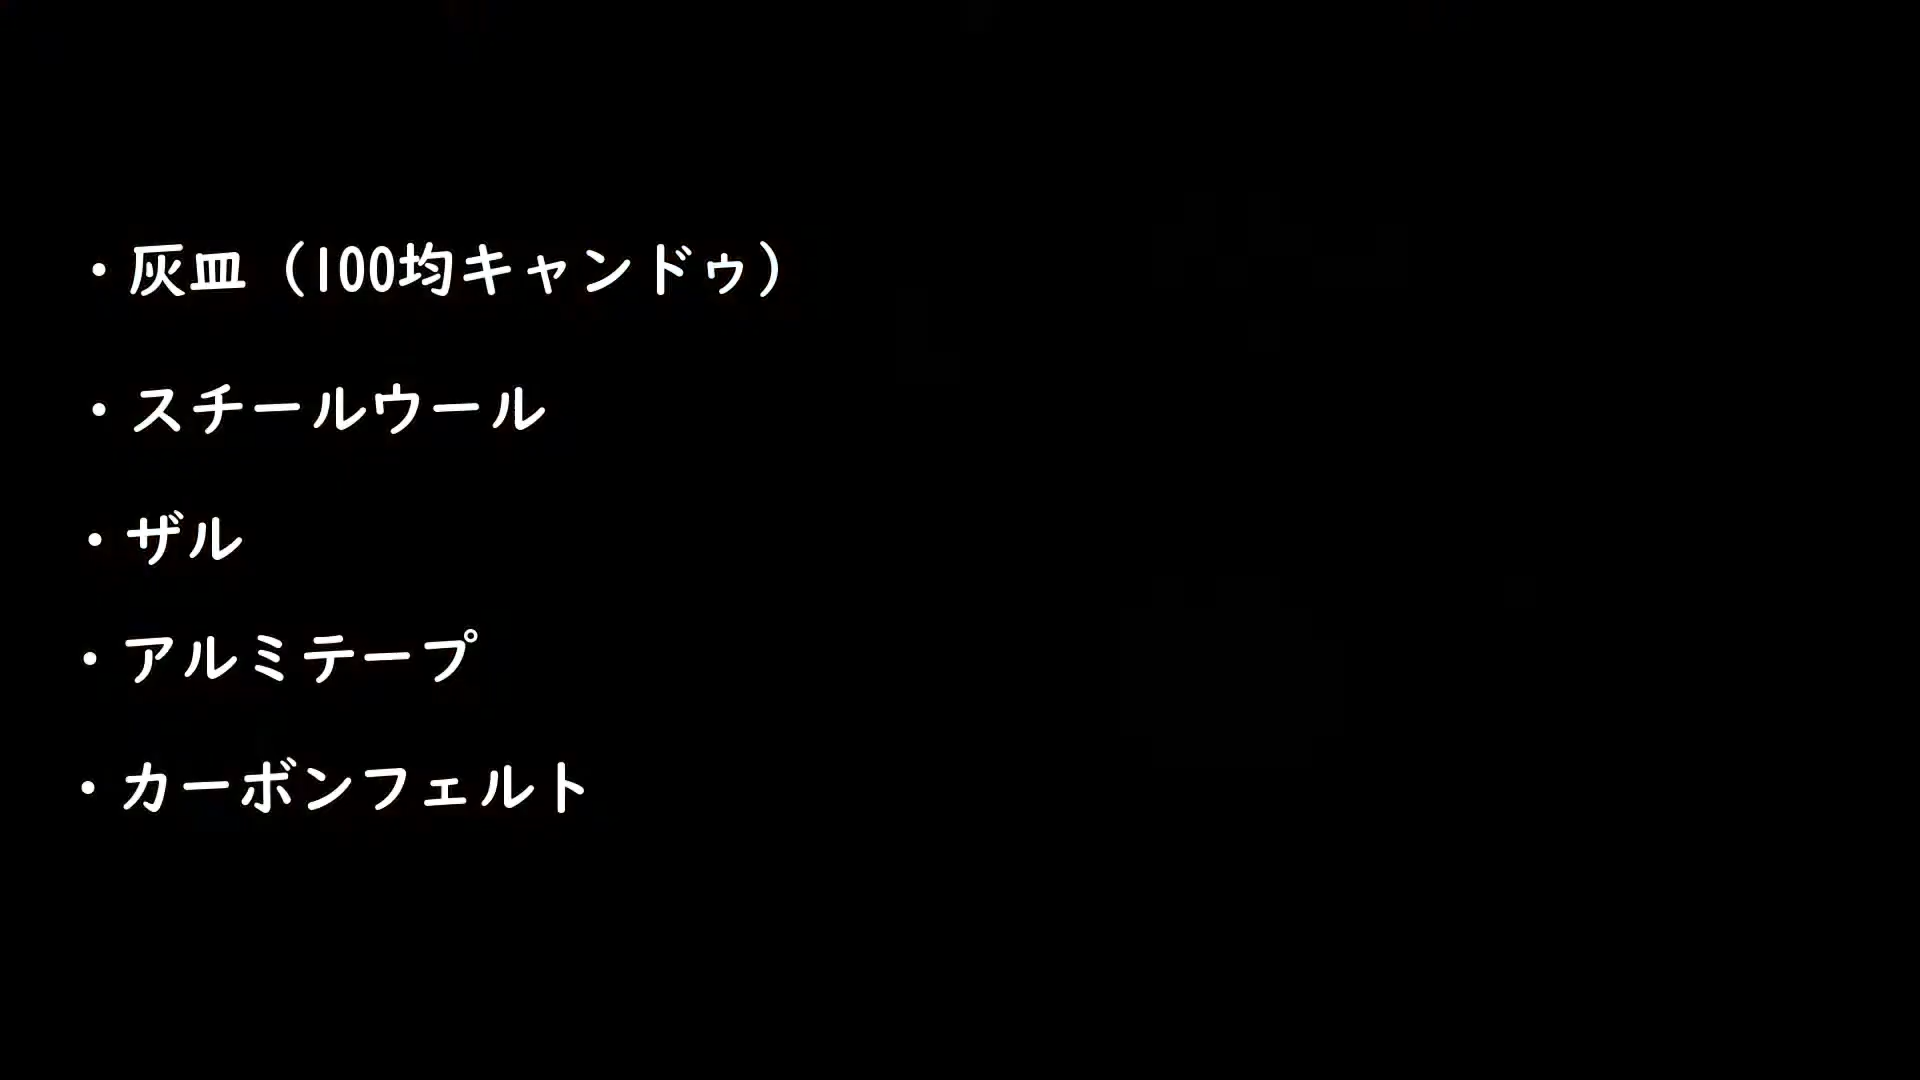 ・灰皿（100均キャンドゥ）
・スチールウール
・ザル
・アルミテープ
・カーボンフェルト